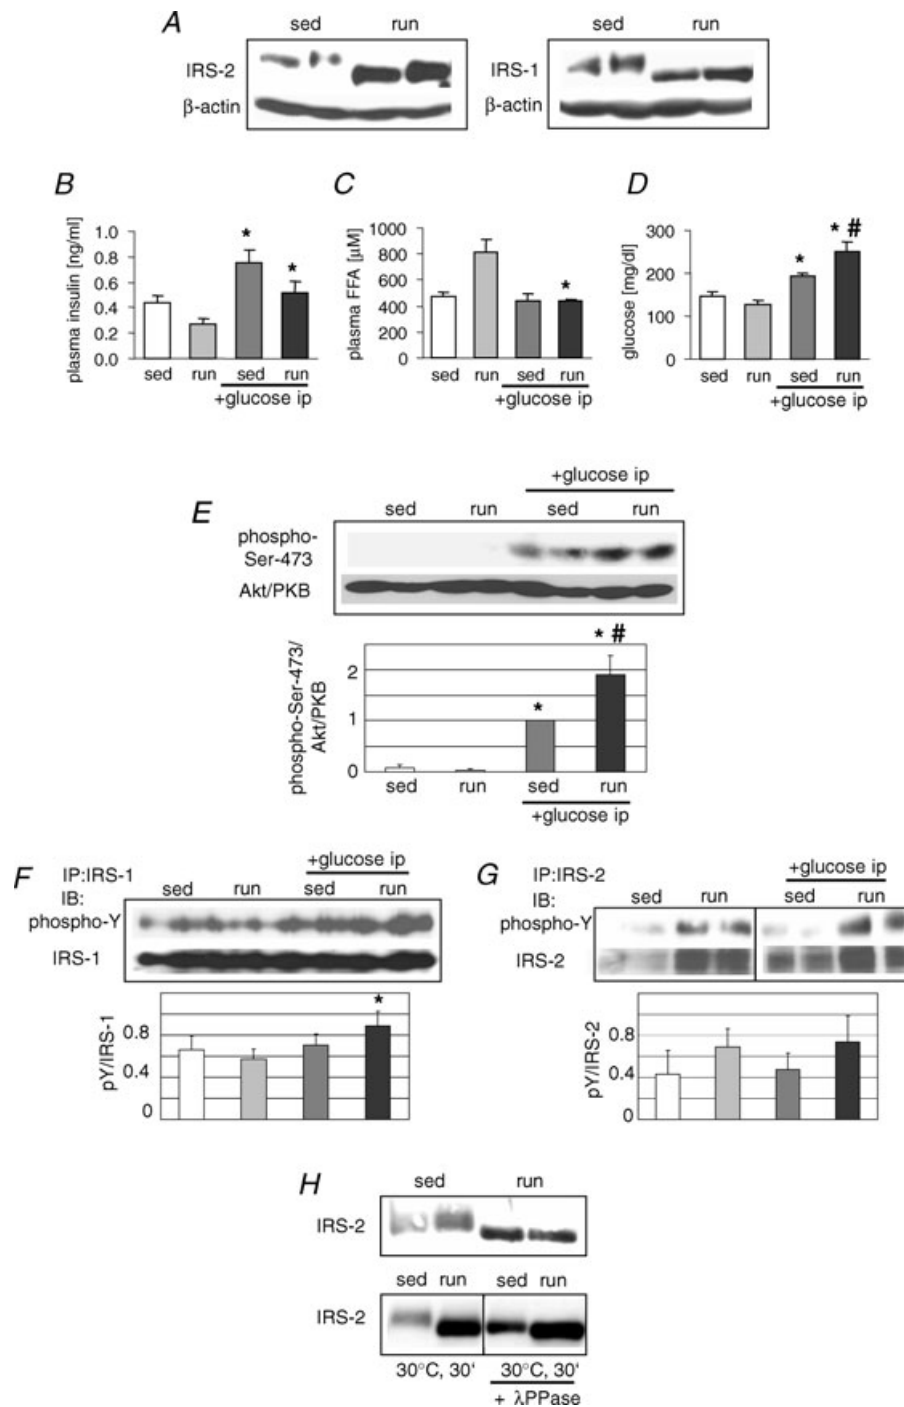 A
sed run
IRS-2
β-actin
sed run
IRS-1
β-actin
B
plasma insulin [ng/ml]
1.0
0.8
0.6
0.4
0.2
0.0
*
*
sed run sed run
+glucose ip
C
plasma FFA [µM]
1000
800
600
400
200
0
*
sed run sed run
+glucose ip
D
glucose [mg/dl]
300
200
100
0
*
* #
sed run sed run
+glucose ip
E
+glucose ip
sed run sed run
phospho-
Ser-473
Akt/PKB
phospho-Ser-473/
Akt/PKB
2
1
0
*
* #
sed run sed run
+glucose ip
F
IP:IRS-1
+glucose ip
sed run sed run
IB:
phospho-Y
IRS-1
pY/IRS-1
0.8
0.4
0
*
G
IP:IRS-2
+glucose ip
sed run sed run
IB:
phospho-Y
IRS-2
pY/IRS-2
0.8
0.4
0
H
sed run
IRS-2
sed run sed run
IRS-2
30°C, 30' 30°C, 30'
+ λPPase